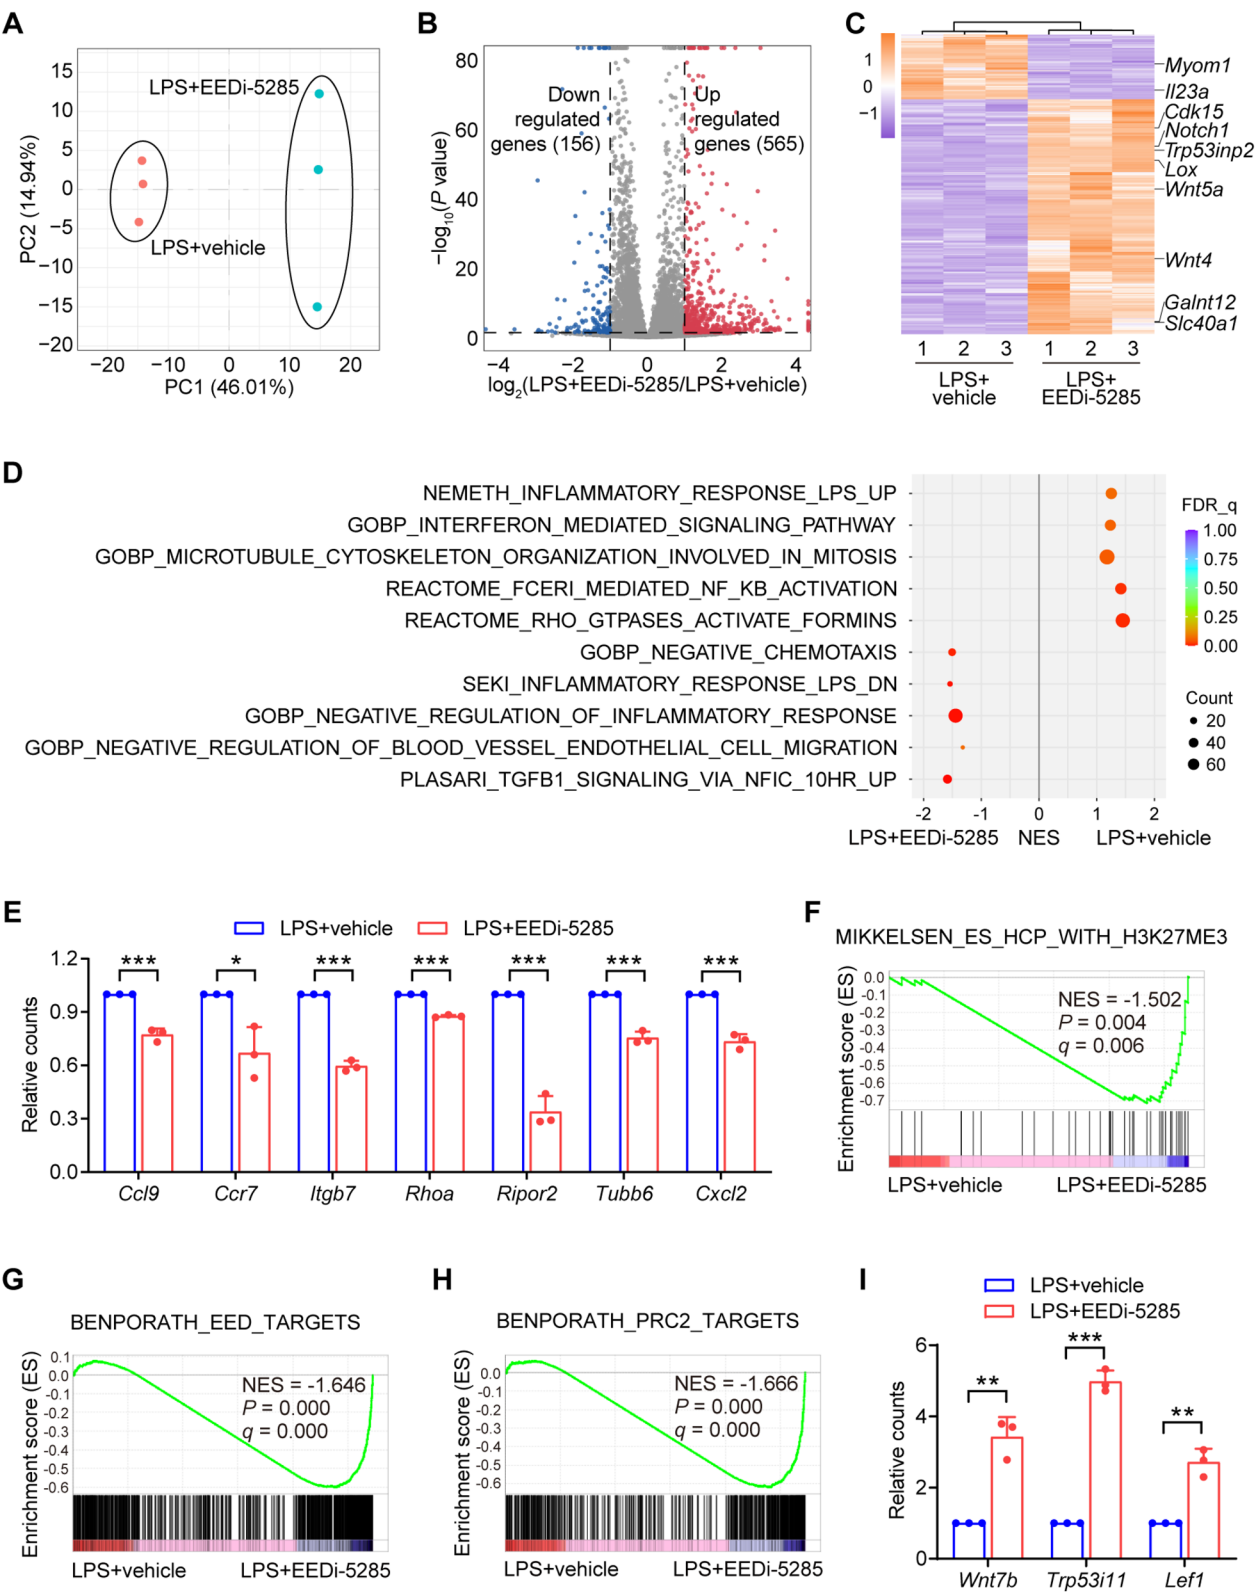 A
LPS+EEDi-5285
LPS+vehicle
PC2 (14.94%)
15
10
5
0
−5
−10
−15
−20
−20 −10 0 10 20
PC1 (46.01%)
B
Down
regulated
genes (156)
Up
regulated
genes (565)
−log10(P value)
80
60
40
20
0
−4 −2 0 2 4
log2(LPS+EEDi-5285/LPS+vehicle)
C
1
0
−1
Myom1
Il23a
Cdk15
Notch1
Trp53inp2
Lox
Wnt5a
Wnt4
Galnt12
Slc40a1
1 2 3 1 2 3
LPS+
vehicle
LPS+
EEDi-5285
D
NEMETH_INFLAMMATORY_RESPONSE_LPS_UP
GOBP_INTERFERON_MEDIATED_SIGNALING_PATHWAY
GOBP_MICROTUBULE_CYTOSKELETON_ORGANIZATION_INVOLVED_IN_MITOSIS
REACTOME_FCERI_MEDIATED_NF_KB_ACTIVATION
REACTOME_RHO_GTPASES_ACTIVATE_FORMINS
GOBP_NEGATIVE_CHEMOTAXIS
SEKI_INFLAMMATORY_RESPONSE_LPS_DN
GOBP_NEGATIVE_REGULATION_OF_INFLAMMATORY_RESPONSE
GOBP_NEGATIVE_REGULATION_OF_BLOOD_VESSEL_ENDOTHELIAL_CELL_MIGRATION
PLASARI_TGFB1_SIGNALING_VIA_NFIC_10HR_UP
-2 -1 0 1 2
LPS+EEDi-5285 NES LPS+vehicle
FDR_q
1.00
0.75
0.50
0.25
0.00
Count
20
40
60
E
LPS+vehicle LPS+EEDi-5285
Relative counts
1.2
0.9
0.6
0.3
0.0
*** * *** *** *** *** ***
Ccl9 Ccr7 Itgb7 Rhoa Ripor2 Tubb6 Cxcl2
F
MIKKELSEN_ES_HCP_WITH_H3K27ME3
Enrichment score (ES)
0.0
-0.1
-0.2
-0.3
-0.4
-0.5
-0.6
-0.7
NES = -1.502
P = 0.004
q = 0.006
LPS+vehicle LPS+EEDi-5285
G
BENPORATH_EED_TARGETS
Enrichment score (ES)
0.1
0.0
-0.1
-0.2
-0.3
-0.4
-0.5
-0.6
NES = -1.646
P = 0.000
q = 0.000
LPS+vehicle LPS+EEDi-5285
H
BENPORATH_PRC2_TARGETS
Enrichment score (ES)
0.0
-0.1
-0.2
-0.3
-0.4
-0.5
-0.6
NES = -1.666
P = 0.000
q = 0.000
LPS+vehicle LPS+EEDi-5285
I
LPS+vehicle
LPS+EEDi-5285
Relative counts
6
4
2
0
** *** **
Wnt7b Trp53i11 Lef1